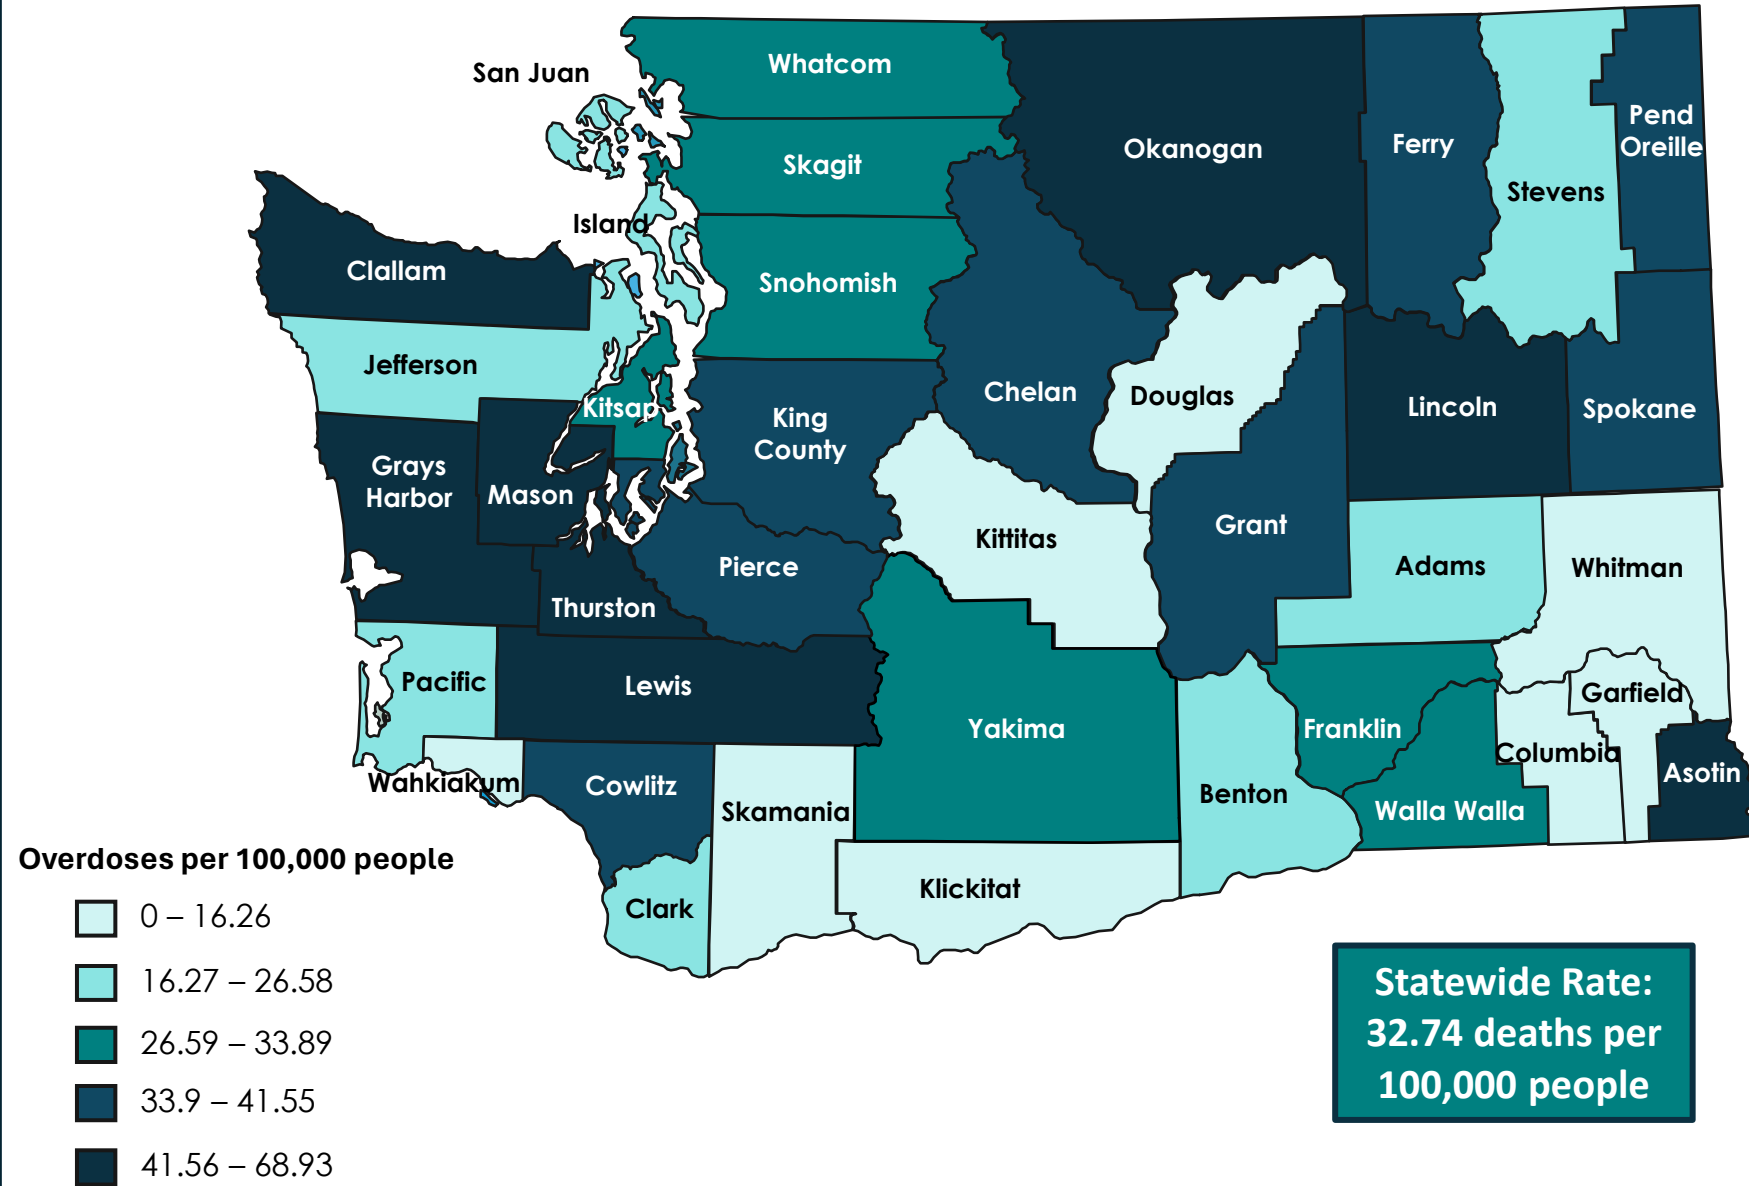 San Juan
Whatcom
Skagit
Okanogan
Ferry
Pend
Oreille
Stevens
Island
Clallam
Snohomish
Jefferson
Kitsap
King
County
Chelan
Douglas
Lincoln
Spokane
Grays
Harbor
Mason
Kittitas
Grant
Pierce
Adams
Whitman
Thurston
Pacific
Lewis
Yakima
Franklin
Garfield
Columbia
Asotin
Wahkiakum
Cowlitz
Skamania
Benton
Walla Walla
Klickitat
Clark
Overdoses per 100,000 people
0 – 16.26
16.27 – 26.58
26.59 – 33.89
33.9 – 41.55
41.56 – 68.93
Statewide Rate:
32.74 deaths per
100,000 people